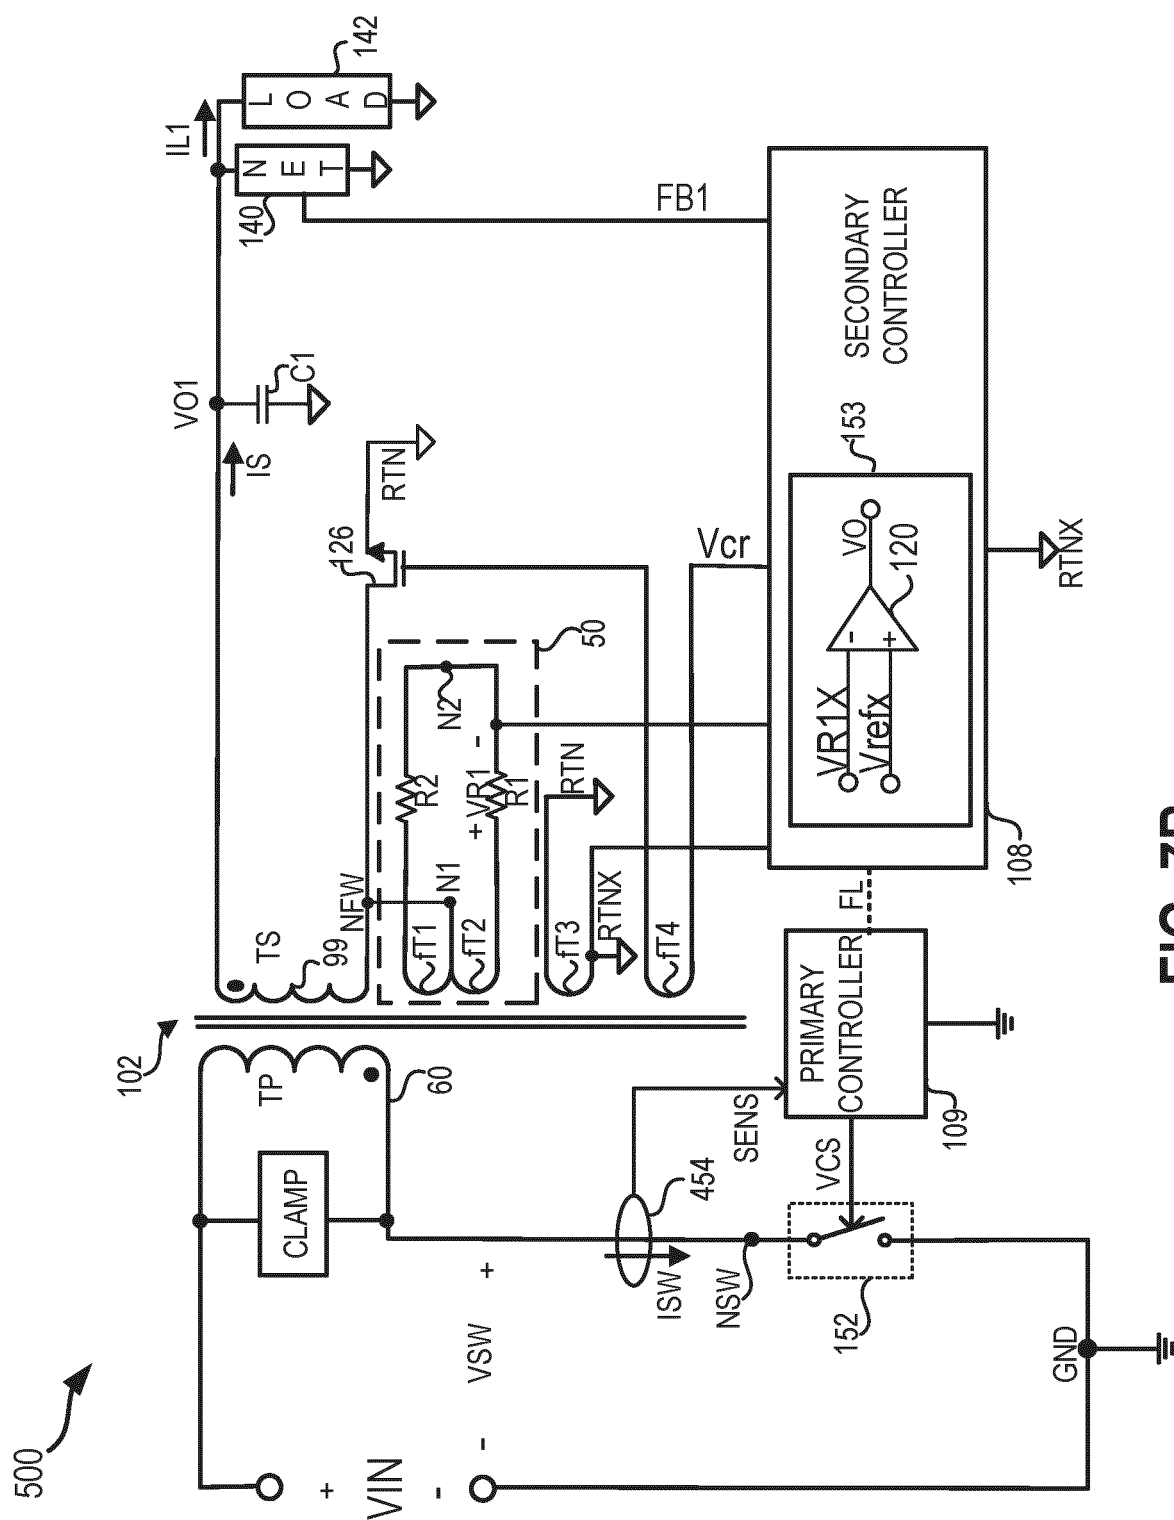 500
102
CLAMP
TP
60
+
VIN
-
-
VSW
+
GND
ISW
454
NSW
152
SENS
VCS
PRIMARY
CONTROLLER
109
FL
TS
99
NFW
IS
VO1
C1
IL1
NET
140
LOAD
142
FB1
126
RTN
R2
N2
-
+ VR1
R1
N1
50
fT1
fT2
fT3
fT4
RTN
RTNX
Vcr
VR1X
Vrefx
-
+
VO
120
153
SECONDARY
CONTROLLER
108
RTNX